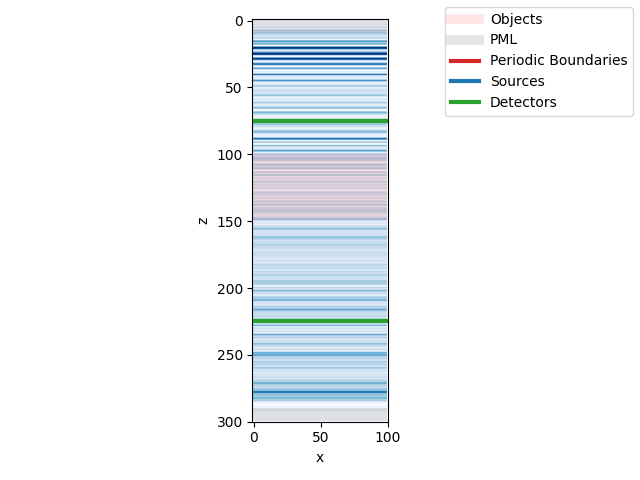 Objects
PML
Periodic Boundaries
Sources
Detectors
0
50
100
150
200
250
300
z
0
50
100
x